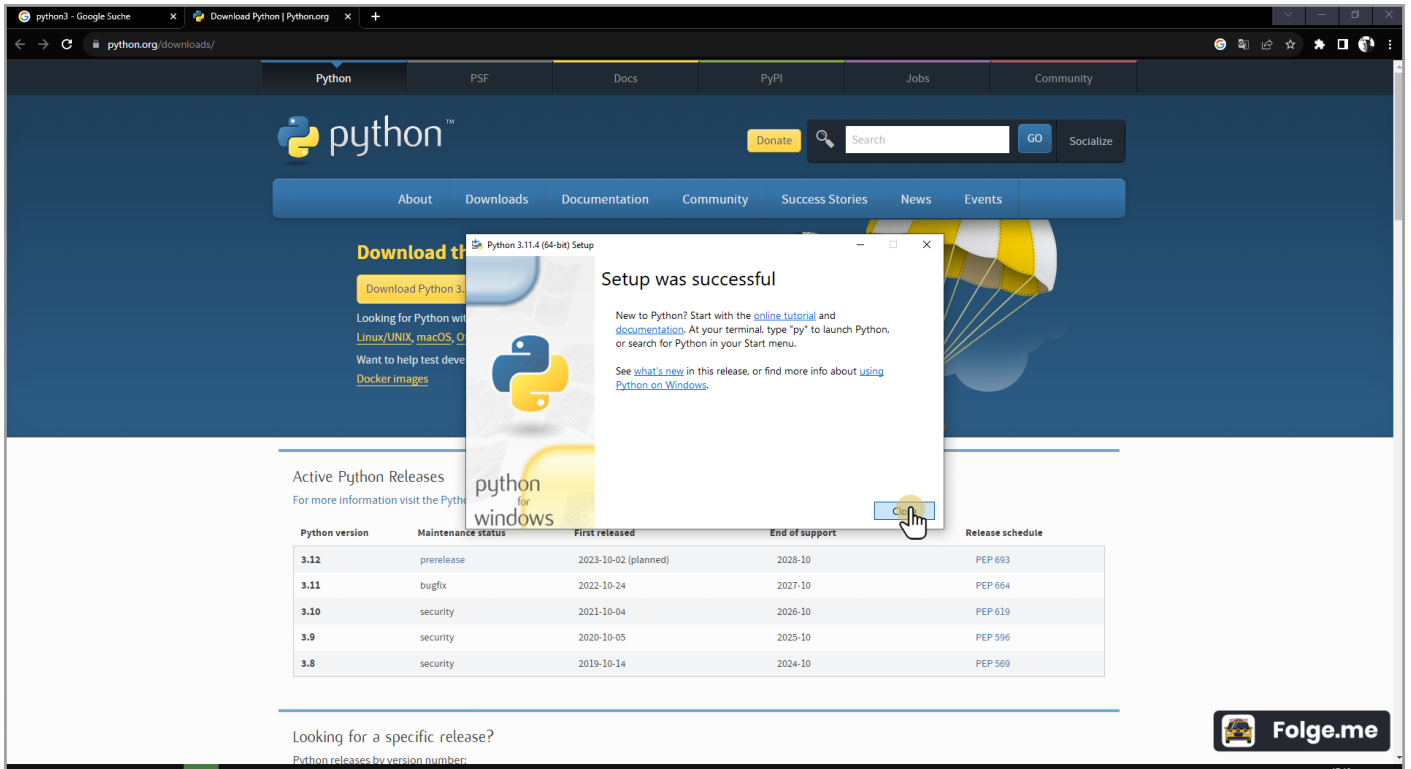 python3 - Google Suche
Download Python | Python.org
python.org/downloads/
Python PSF Docs PyPI Jobs Community
python™
Donate Search GO Socialize
About Downloads Documentation Community Success Stories News Events
Download
Python 3.11.4 (64-bit) Setup
Setup was successful
New to Python? Start with the online tutorial and
documentation. At your terminal, type "py" to launch Python,
or search for Python in your Start menu.
See what's new in this release, or find more info about using
Python on Windows.
python
for
windows
Download Python 3.
Looking for Python
Linux/UNIX, macOS,
Want to help test
Docker images
Active Python Releases
For more information visit the
Python version Maintenance status First released End of support Release schedule
3.12 prerelease 2023-10-02 (planned) 2028-10 PEP 693
3.11 bugfix 2022-10-24 2027-10 PEP 664
3.10 security 2021-10-04 2026-10 PEP 619
3.9 security 2020-10-05 2025-10 PEP 596
3.8 security 2019-10-14 2024-10 PEP 569
Looking for a specific release?
Python releases by version number:
Folge.me